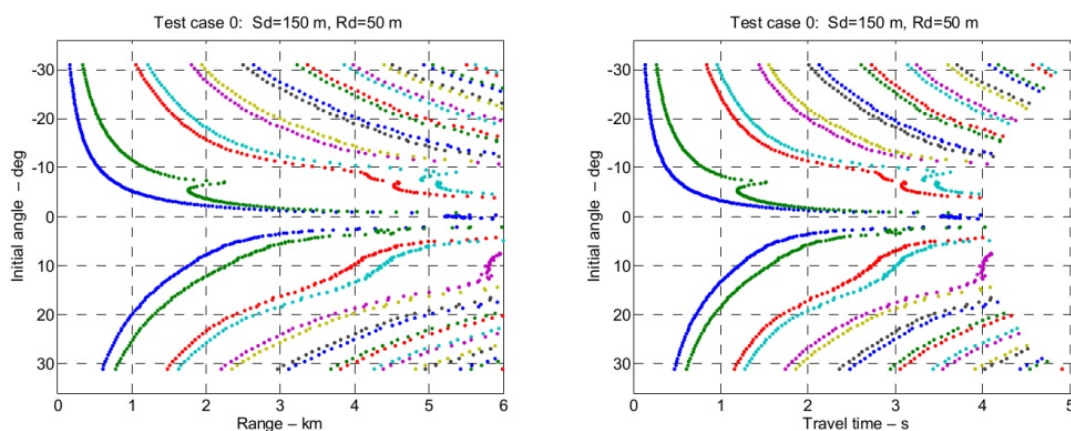 Test case 0: Sd=150 m, Rd=50 m
-30
-20
-10
0
10
20
30
Initial angle – deg
0 1 2 3 4 5 6
Range – km
Test case 0: Sd=150 m, Rd=50 m
-30
-20
-10
0
10
20
30
Initial angle – deg
0 1 2 3 4 5
Travel time – s